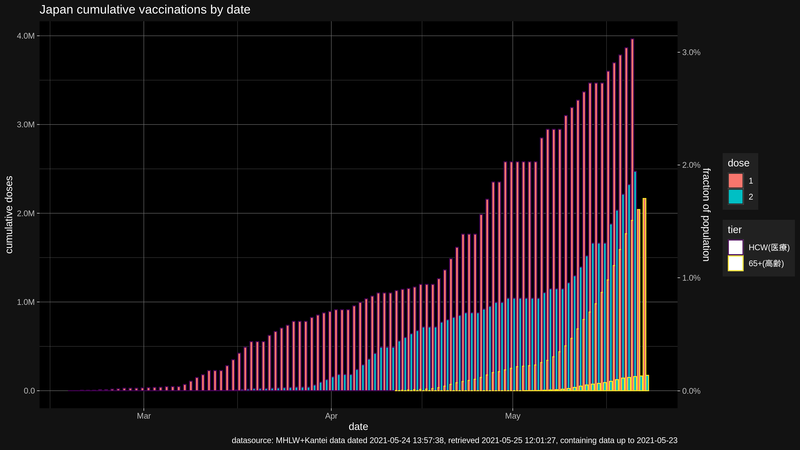 Japan cumulative vaccinations by date
4.0M
3.0M
2.0M
1.0M
0.0
cumulative doses
3.0%
2.0%
1.0%
0.0%
fraction of population
dose
1
2
tier
HCW(医療)
65+(高齢)
Mar
Apr
May
date
datasource: MHLW+Kantei data dated 2021-05-24 13:57:38, retrieved 2021-05-25 12:01:27, containing data up to 2021-05-23